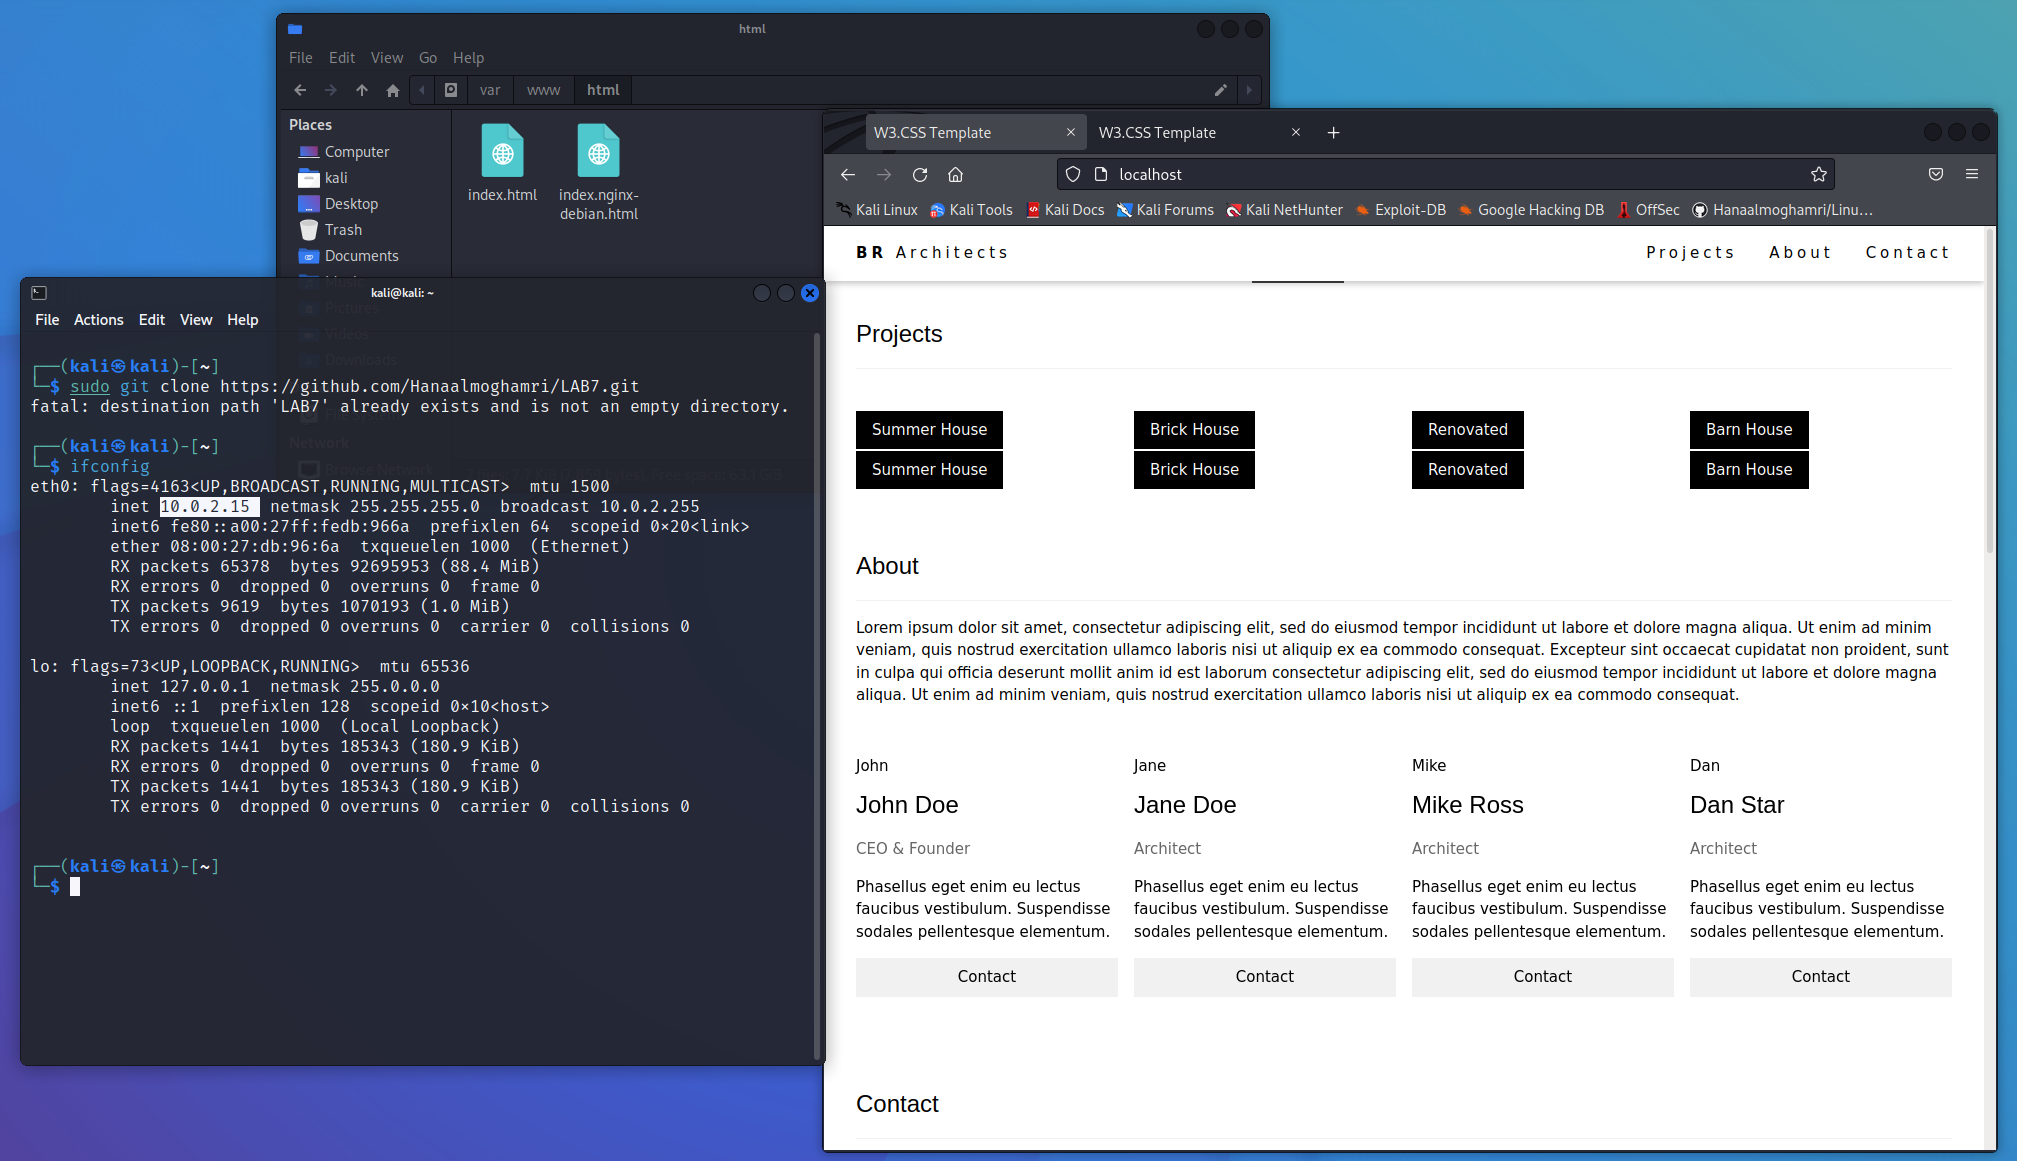 html
File Edit View Go Help
var www html
Places
Computer
kali
Desktop
Trash
Documents
Music
Pictures
Videos
Downloads
Network
Browse Network
index.html
index.nginx-
debian.html
kali@kali: ~
File Actions Edit View Help
┌──(kali㉿kali)-[~]
└─$ sudo git clone https://github.com/Hanaalmoghamri/LAB7.git
fatal: destination path 'LAB7' already exists and is not an empty directory.
┌──(kali㉿kali)-[~]
└─$ ifconfig
eth0: flags=4163<UP,BROADCAST,RUNNING,MULTICAST>  mtu 1500
inet 10.0.2.15  netmask 255.255.255.0  broadcast 10.0.2.255
inet6 fe80::a00:27ff:fedb:966a  prefixlen 64  scopeid 0×20<link>
ether 08:00:27:db:96:6a  txqueuelen 1000  (Ethernet)
RX packets 65378  bytes 92695953 (88.4 MiB)
RX errors 0  dropped 0  overruns 0  frame 0
TX packets 9619  bytes 1070193 (1.0 MiB)
TX errors 0  dropped 0 overruns 0  carrier 0  collisions 0
lo: flags=73<UP,LOOPBACK,RUNNING>  mtu 65536
inet 127.0.0.1  netmask 255.0.0.0
inet6 ::1  prefixlen 128  scopeid 0×10<host>
loop  txqueuelen 1000  (Local Loopback)
RX packets 1441  bytes 185343 (180.9 KiB)
RX errors 0  dropped 0  overruns 0  frame 0
TX packets 1441  bytes 185343 (180.9 KiB)
TX errors 0  dropped 0 overruns 0  carrier 0  collisions 0
┌──(kali㉿kali)-[~]
└─$
W3.CSS Template W3.CSS Template
localhost
Kali Linux Kali Tools Kali Docs Kali Forums Kali NetHunter Exploit-DB Google Hacking DB OffSec Hanaalmoghamri/Linu…
BR Architects Projects About Contact
Projects
Summer House Brick House Renovated Barn House
Summer House Brick House Renovated Barn House
About
Lorem ipsum dolor sit amet, consectetur adipiscing elit, sed do eiusmod tempor incididunt ut labore et dolore magna aliqua. Ut enim ad minim
veniam, quis nostrud exercitation ullamco laboris nisi ut aliquip ex ea commodo consequat. Excepteur sint occaecat cupidatat non proident, sunt
in culpa qui officia deserunt mollit anim id est laborum consectetur adipiscing elit, sed do eiusmod tempor incididunt ut labore et dolore magna
aliqua. Ut enim ad minim veniam, quis nostrud exercitation ullamco laboris nisi ut aliquip ex ea commodo consequat.
John Jane Mike Dan
John Doe Jane Doe Mike Ross Dan Star
CEO & Founder Architect Architect Architect
Phasellus eget enim eu lectus Phasellus eget enim eu lectus Phasellus eget enim eu lectus Phasellus eget enim eu lectus
faucibus vestibulum. Suspendisse faucibus vestibulum. Suspendisse faucibus vestibulum. Suspendisse faucibus vestibulum. Suspendisse
sodales pellentesque elementum. sodales pellentesque elementum. sodales pellentesque elementum. sodales pellentesque elementum.
Contact Contact Contact Contact
Contact